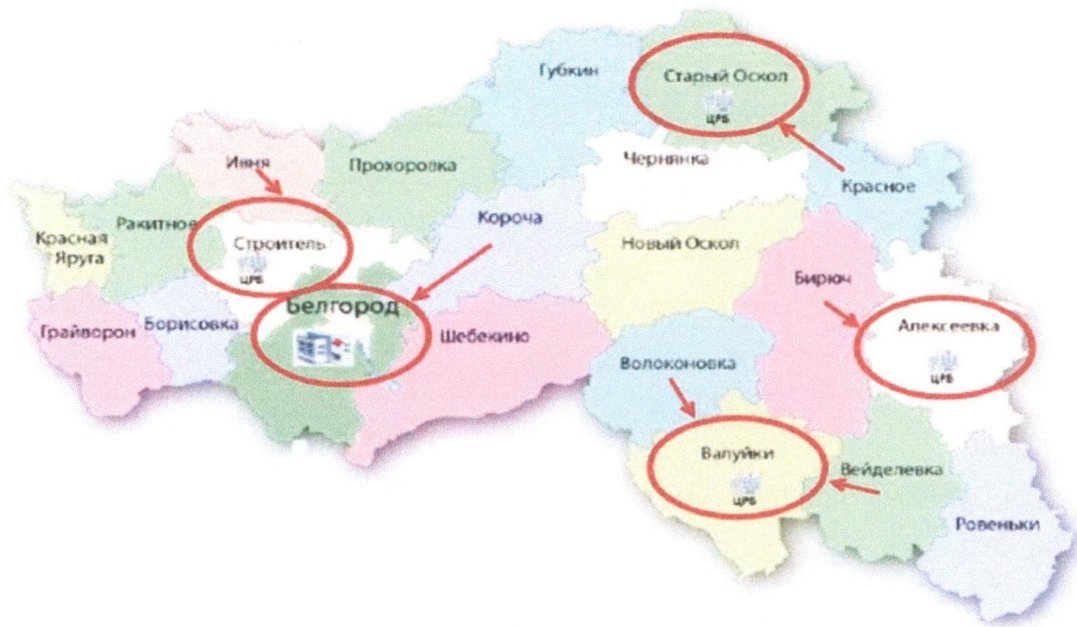 Губкин
Старый Оскол
ЦРБ
Ивня
Прохоровка
Чернянка
Красное
Красная
Яруга
Ракитное
Строитель
ЦРБ
Короча
Новый Оскол
Бирюч
Грайворон
Борисовка
Белгород
Шебекино
Волоконовка
Алексеевка
ЦРБ
Валуйки
ЦРБ
Вейделевка
Ровеньки